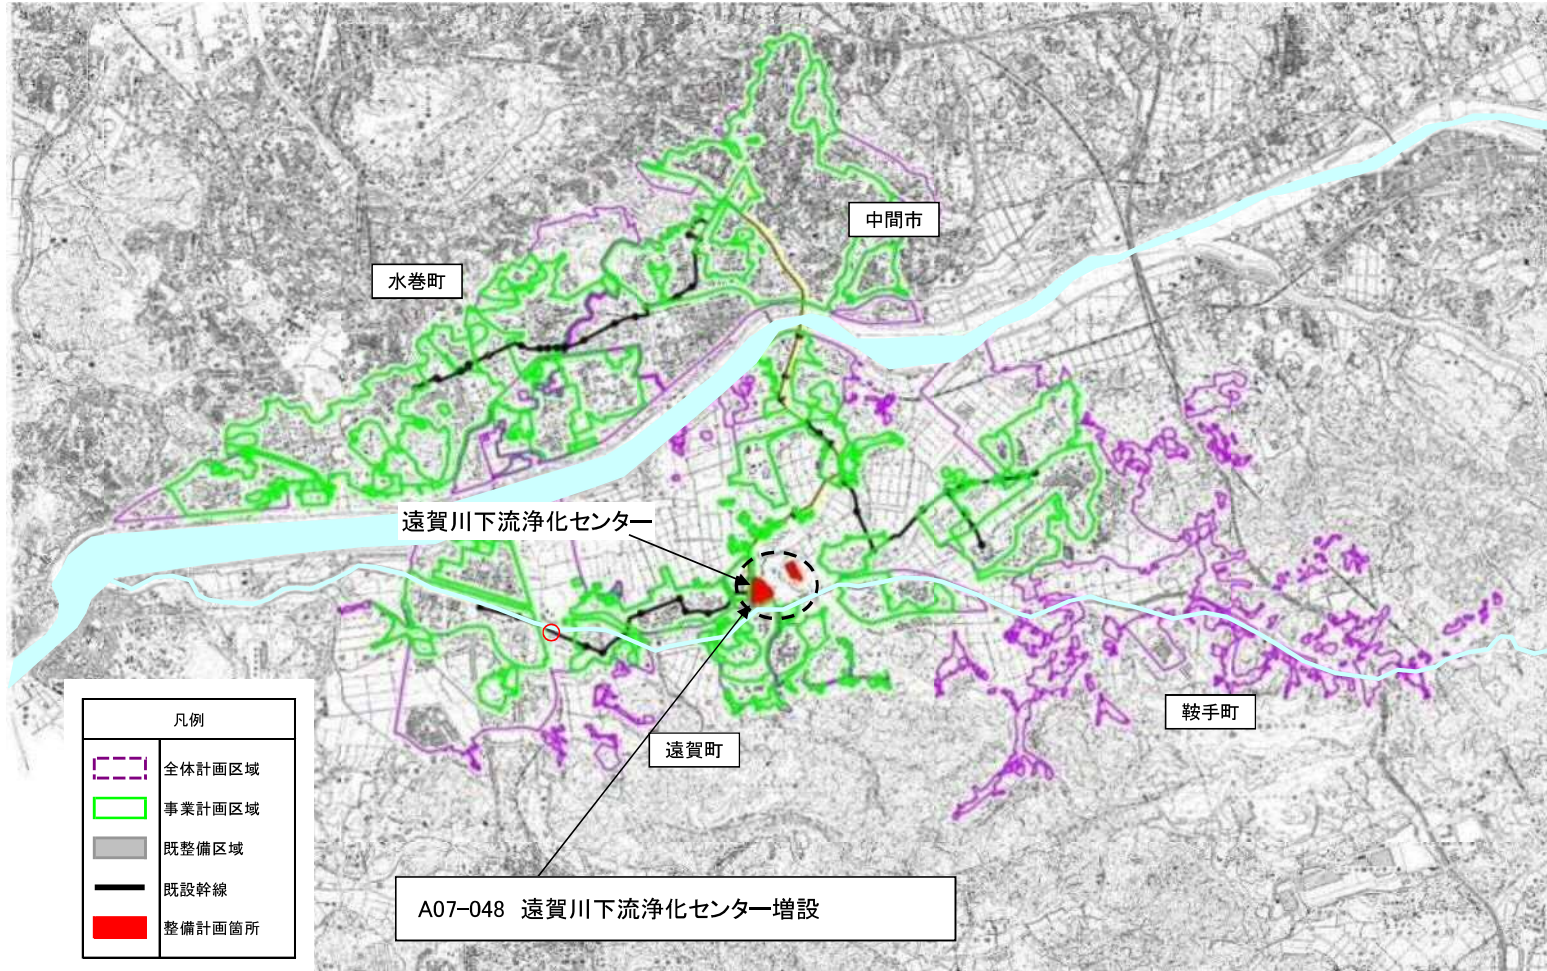 中間市
水巻町
遠賀川下流浄化センター
鞍手町
遠賀町
凡例
全体計画区域
事業計画区域
既整備区域
既設幹線
整備計画箇所
A07-048 遠賀川下流浄化センター増設